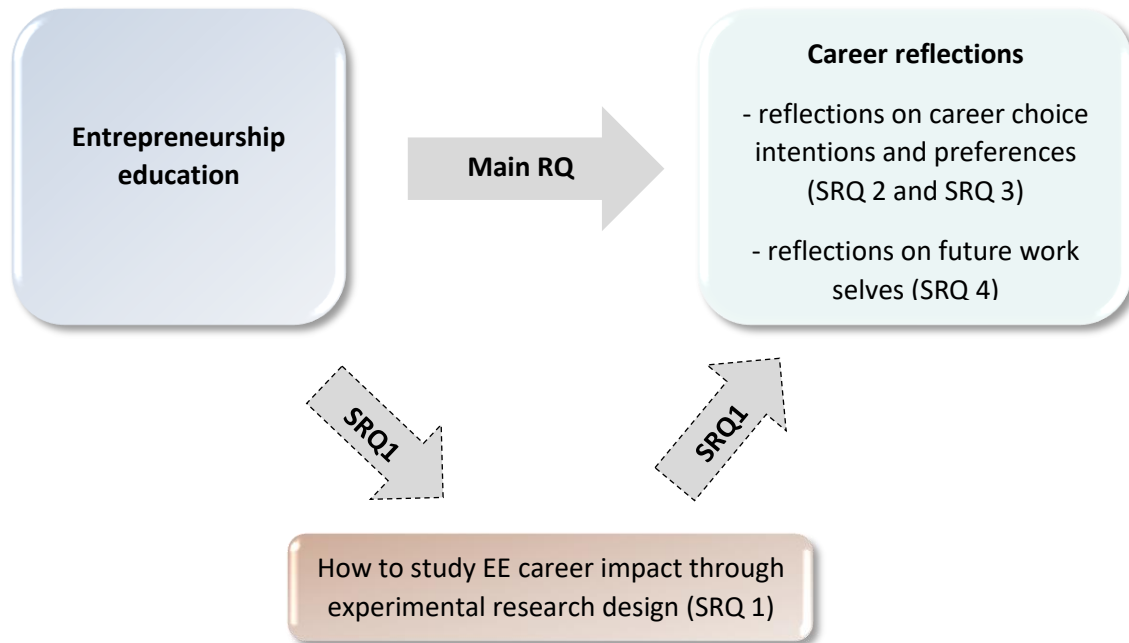 Entrepreneurship
education
Main RQ
Career reflections
- reflections on career choice
intentions and preferences
(SRQ 2 and SRQ 3)
- reflections on future work
selves (SRQ 4)
SRQ1
SRQ1
How to study EE career impact through
experimental research design (SRQ 1)